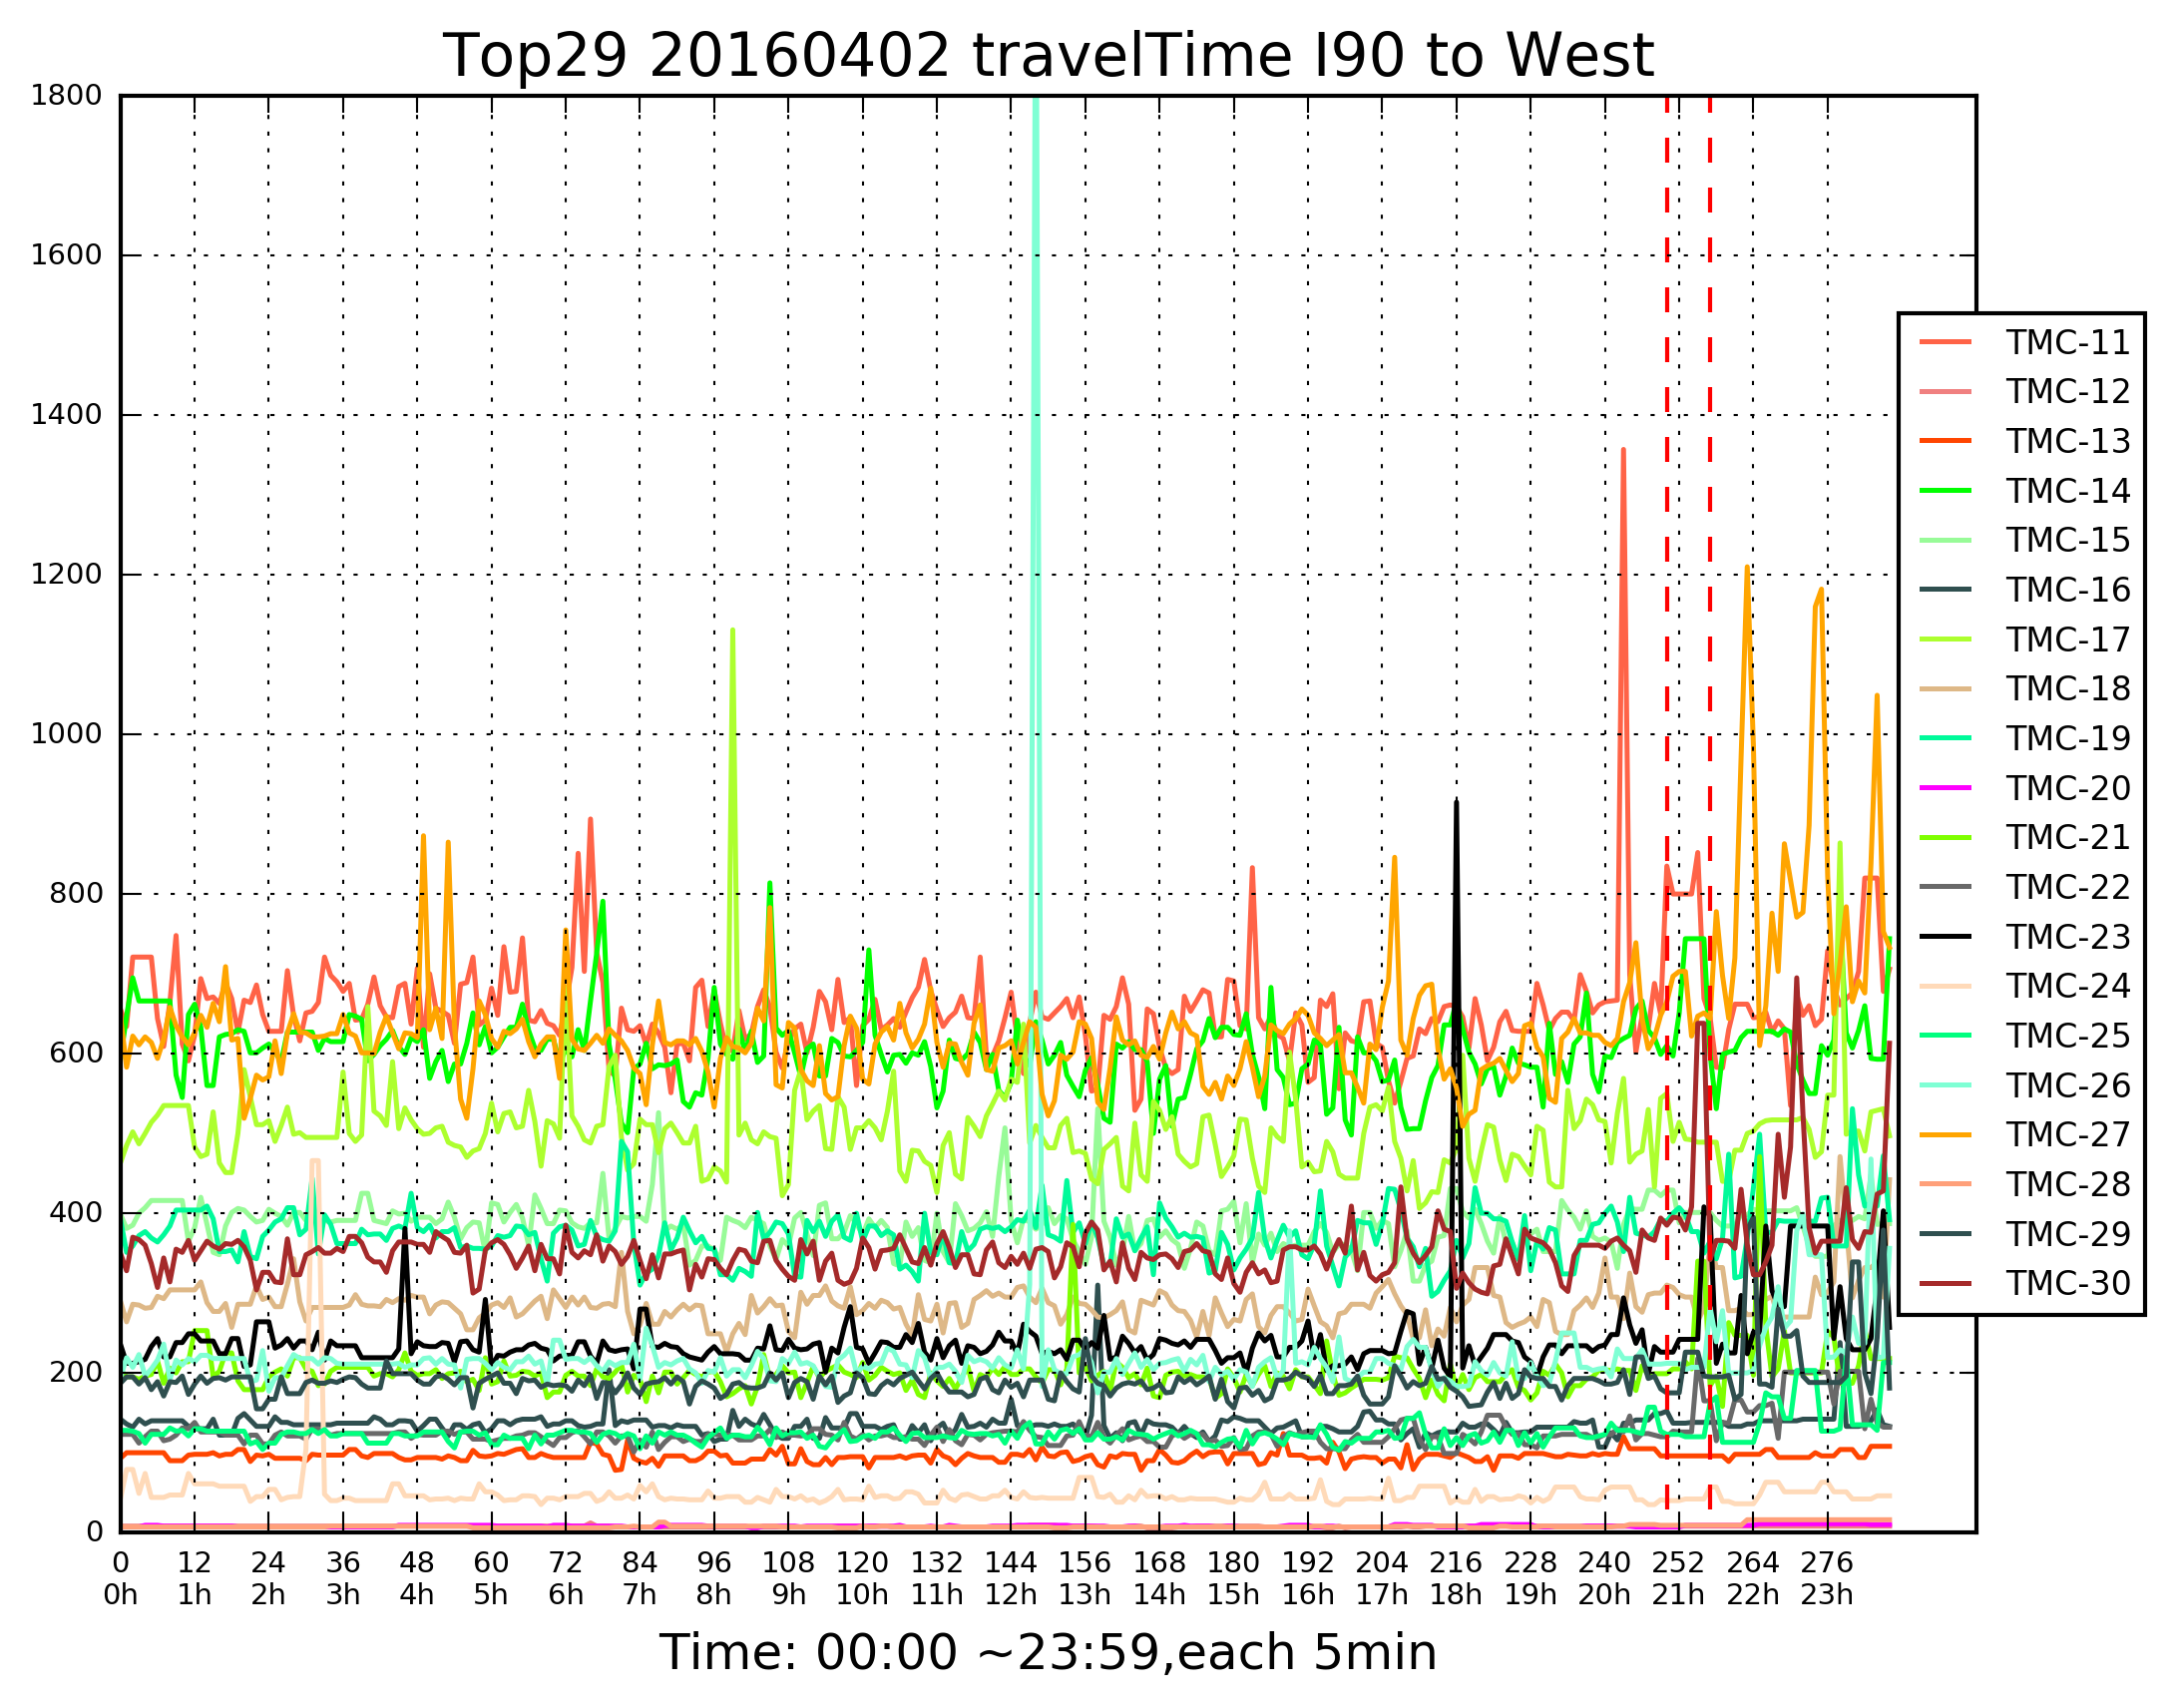 Top29 20160402 travelTime I90 to West
1800
1600
1400
1200
1000
800
600
400
200
0
0 12 24 36 48 60 72 84 96 108 120 132 144 156 168 180 192 204 216 228 240 252 264 276
0h 1h 2h 3h 4h 5h 6h 7h 8h 9h 10h 11h 12h 13h 14h 15h 16h 17h 18h 19h 20h 21h 22h 23h
Time: 00:00 ~23:59,each 5min
TMC-11
TMC-12
TMC-13
TMC-14
TMC-15
TMC-16
TMC-17
TMC-18
TMC-19
TMC-20
TMC-21
TMC-22
TMC-23
TMC-24
TMC-25
TMC-26
TMC-27
TMC-28
TMC-29
TMC-30